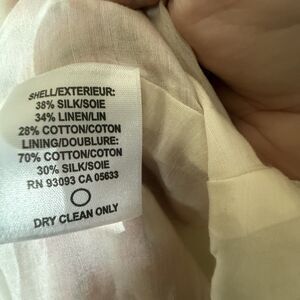 SHELL/EXTERIEUR:
38% SILK/SOIE
34% LINEN/LIN
28% COTTON/COTON
LINING/DOUBLURE:
70% COTTON/COTON
30% SILK/SOIE
RN 93093 CA 05633
DRY CLEAN ONLY